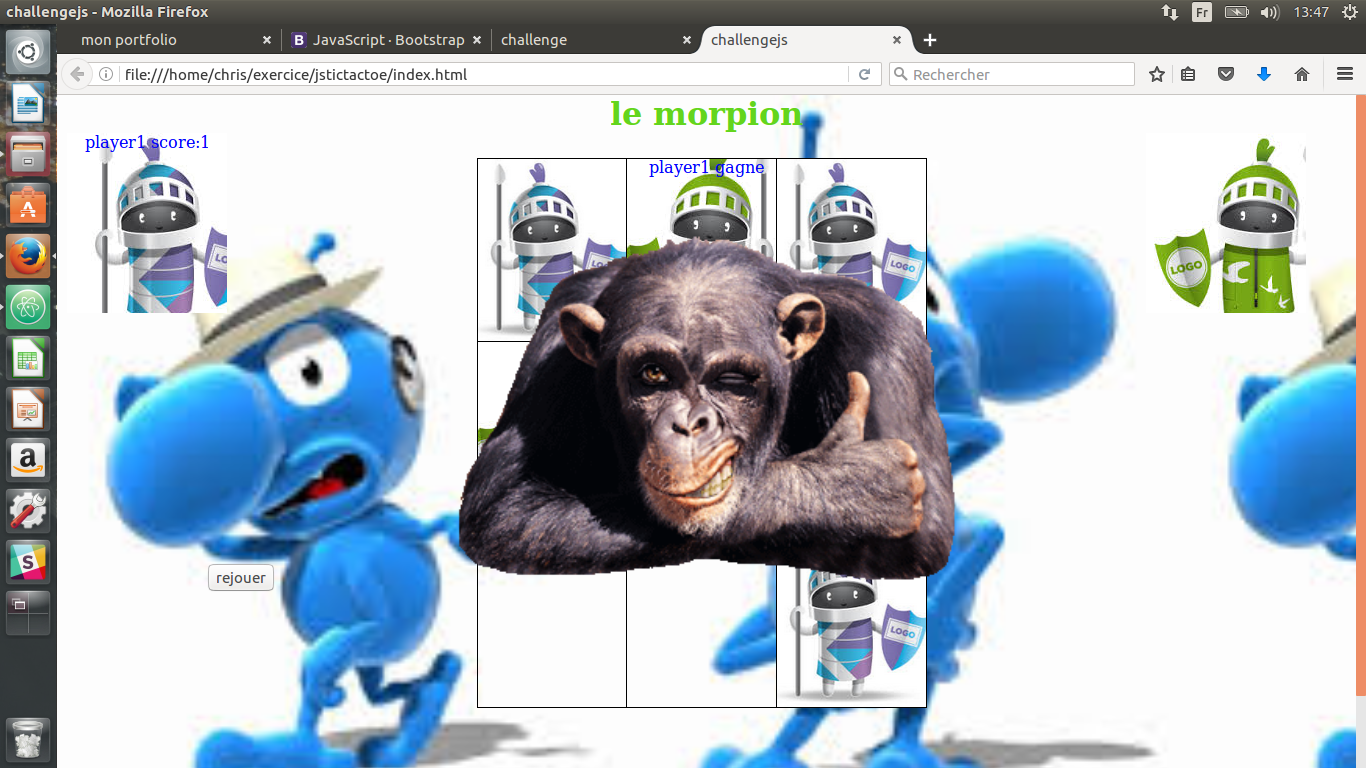 challengejs - Mozilla Firefox
Fr
13:47
mon portfolio
B JavaScript · Bootstrap
challenge
challengejs
file:///home/chris/exercice/jstictactoe/index.html
Rechercher
le morpion
player1 score:1
player1 gagne
LO
LOGO
LOGO
rejouer
LOGO